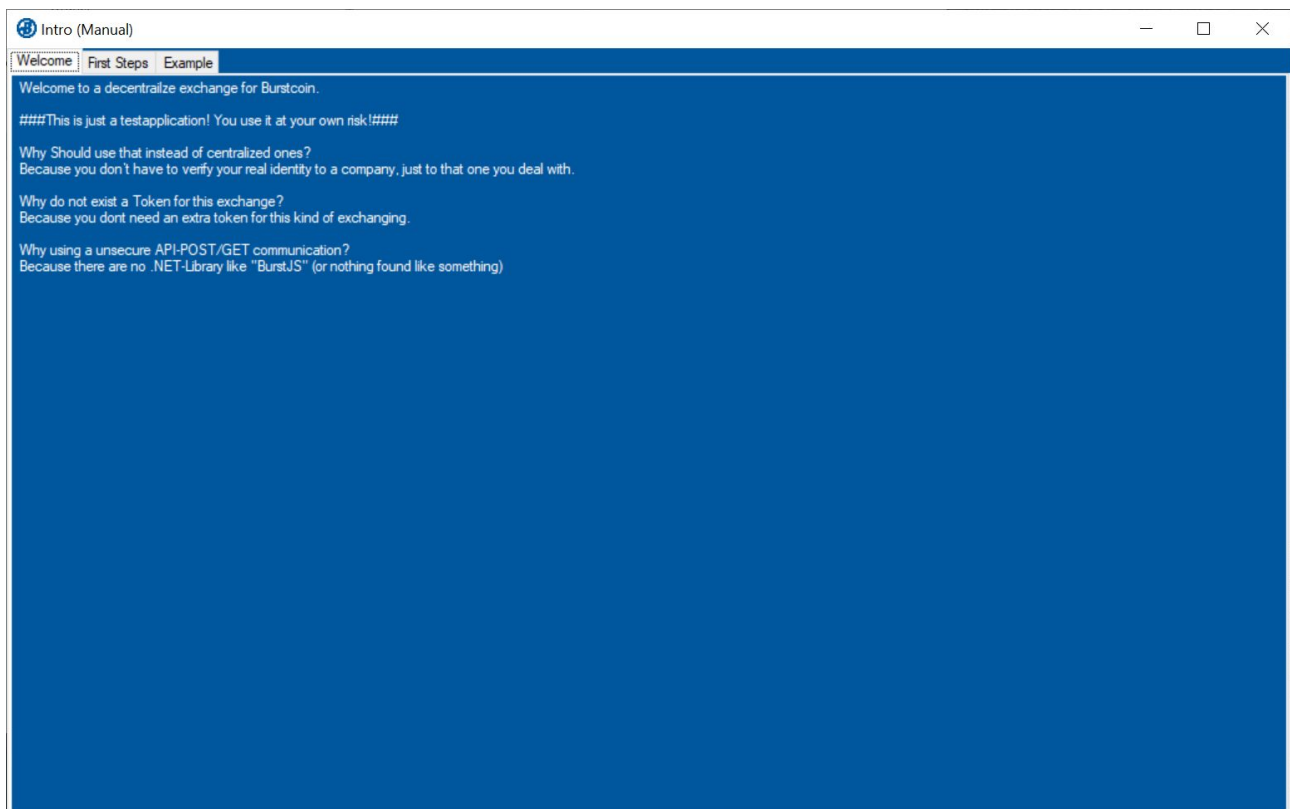 Intro (Manual)
Welcome First Steps Example
Welcome to a decentrailze exchange for Burstcoin.
###This is just a testapplication! You use it at your own risk!###
Why Should use that instead of centralized ones?
Because you don't have to verify your real identity to a company, just to that one you deal with.
Why do not exist a Token for this exchange?
Because you dont need an extra token for this kind of exchanging.
Why using a unsecure API-POST/GET communication?
Because there are no .NET-Library like "BurstJS" (or nothing found like something)